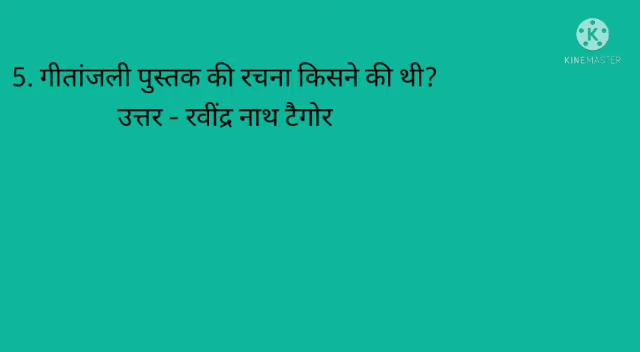 K
KINEMASTER
5. गीतांजली पुस्तक की रचना किसने की थी?
उत्तर - रवींद्र नाथ टैगोर